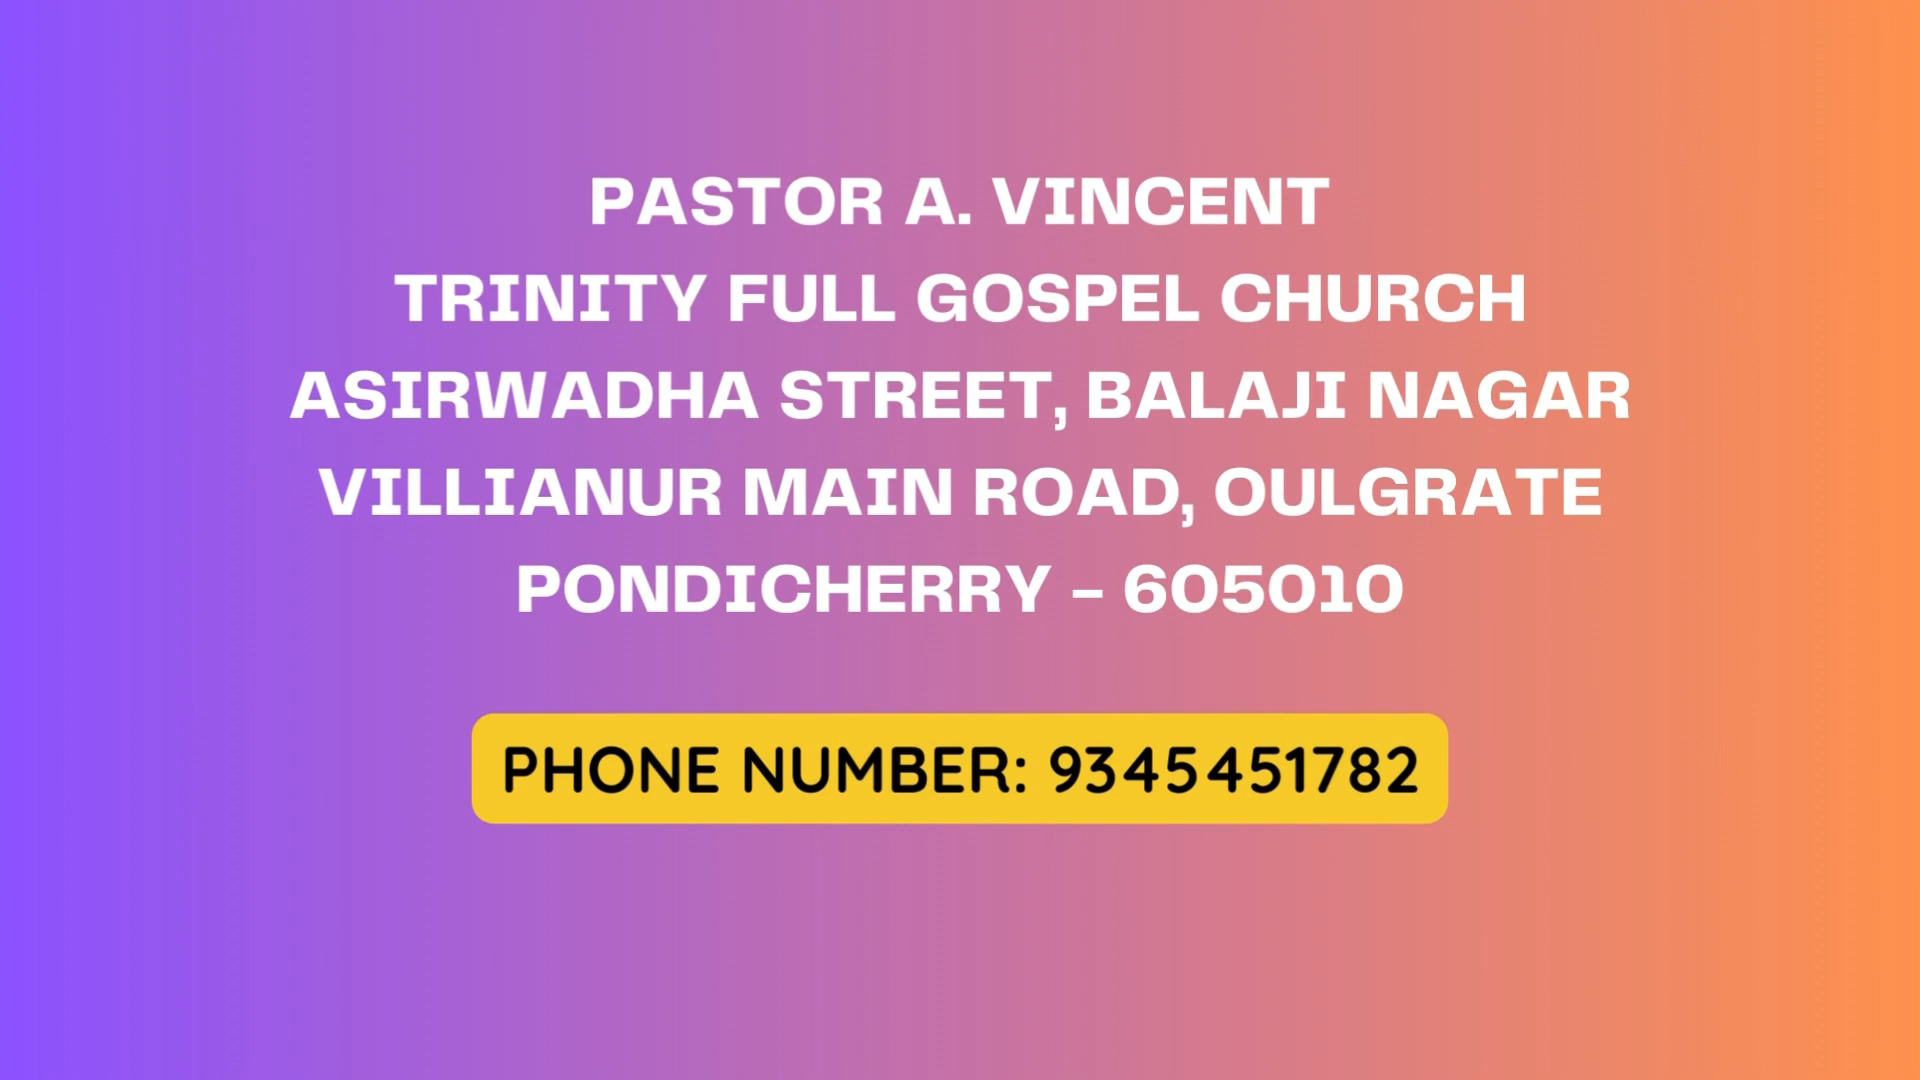 PASTOR A. VINCENT
TRINITY FULL GOSPEL CHURCH
ASIRWADHA STREET, BALAJI NAGAR
VILLIANUR MAIN ROAD, OULGRATE
PONDICHERRY – 605010
PHONE NUMBER: 9345451782